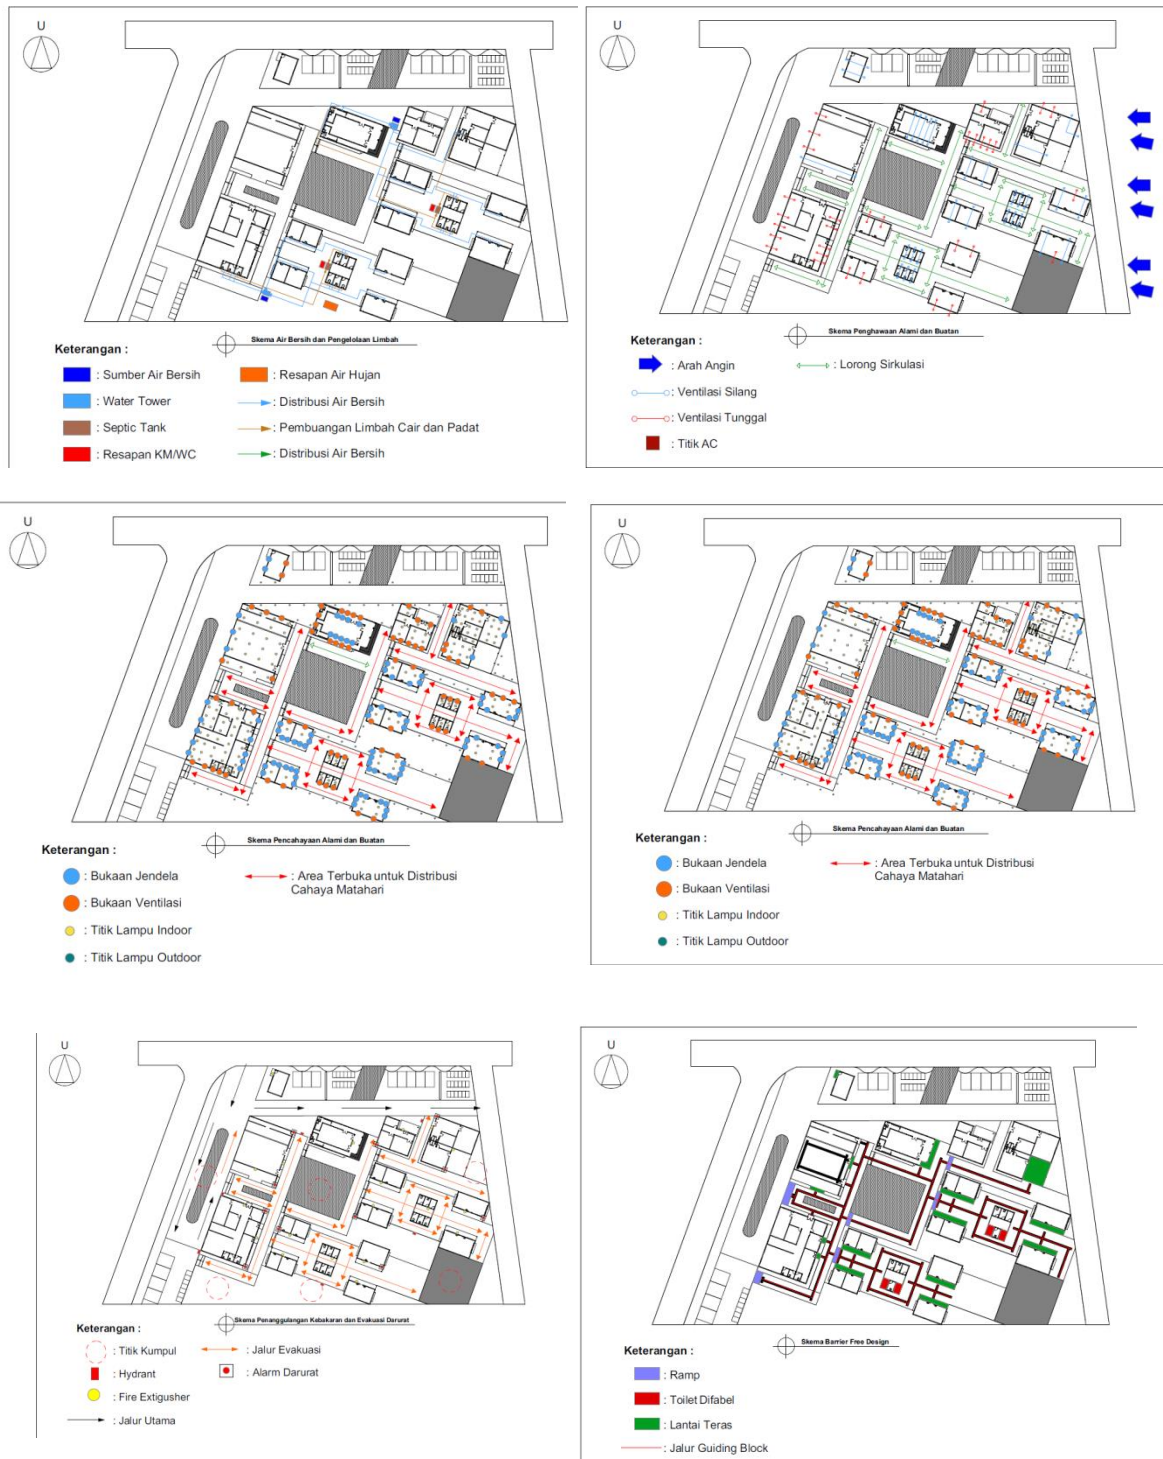 U
Skema Air Bersih dan Pengelolaan Limbah
Keterangan :
: Sumber Air Bersih
: Water Tower
: Septic Tank
: Resapan KM/WC
: Resapan Air Hujan
: Distribusi Air Bersih
: Pembuangan Limbah Cair dan Padat
: Distribusi Air Bersih
U
Skema Penghawaan Alami dan Buatan
Keterangan :
: Arah Angin
: Ventilasi Silang
: Ventilasi Tunggal
: Titik AC
: Lorong Sirkulasi
U
Skema Pencahayaan Alami dan Buatan
Keterangan :
: Bukaan Jendela
: Bukaan Ventilasi
: Titik Lampu Indoor
: Titik Lampu Outdoor
: Area Terbuka untuk Distribusi
Cahaya Matahari
U
Skema Pencahayaan Alami dan Buatan
Keterangan :
: Bukaan Jendela
: Bukaan Ventilasi
: Titik Lampu Indoor
: Titik Lampu Outdoor
: Area Terbuka untuk Distribusi
Cahaya Matahari
U
Skema Penanggulangan Kebakaran dan Evakuasi Darurat
Keterangan :
: Titik Kumpul
: Hydrant
: Fire Extigusher
: Jalur Utama
: Jalur Evakuasi
: Alarm Darurat
U
Skema Barrier Free Design
Keterangan :
: Ramp
: Toilet Difabel
: Lantai Teras
: Jalur Guiding Block